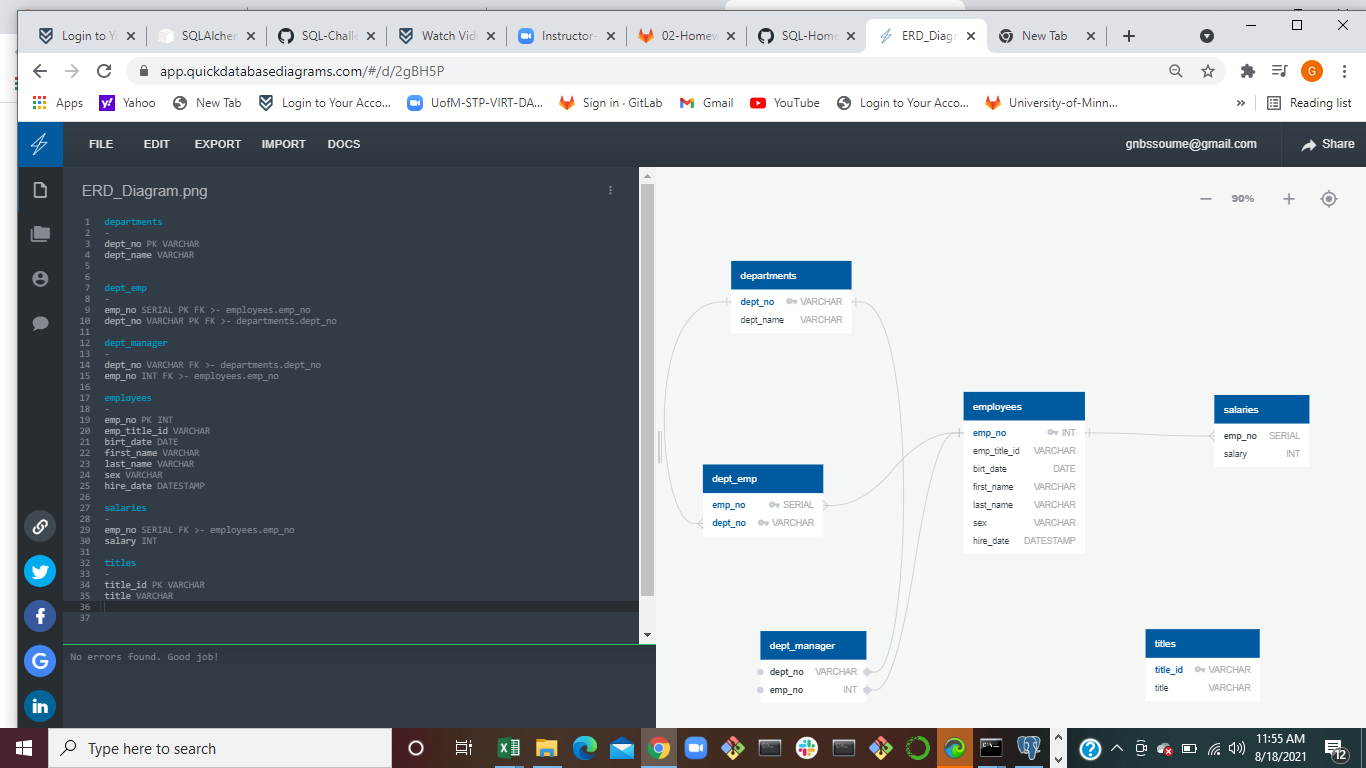 Login to Yo
SQLAlchem
SQL-Challe
Watch Vide
Instructor-
02-Homew
SQL-Home
ERD_Diagr
New Tab
app.quickdatabasediagrams.com/#/d/2gBH5P
G
Apps
Yahoo
New Tab
Login to Your Acco...
UofM-STP-VIRT-DA...
Sign in · GitLab
Gmail
YouTube
Login to Your Acco...
University-of-Minn...
»
Reading list
FILE
EDIT
EXPORT
IMPORT
DOCS
gnbssoume@gmail.com
Share
ERD_Diagram.png
1 departments
2 -
3 dept_no PK VARCHAR
4 dept_name VARCHAR
5
6
7 dept_emp
8 -
9 emp_no SERIAL PK FK >- employees.emp_no
10 dept_no VARCHAR PK FK >- departments.dept_no
11
12 dept_manager
13 -
14 dept_no VARCHAR FK >- departments.dept_no
15 emp_no INT FK >- employees.emp_no
16
17 employees
18 -
19 emp_no PK INT
20 emp_title_id VARCHAR
21 birt_date DATE
22 first_name VARCHAR
23 last_name VARCHAR
24 sex VARCHAR
25 hire_date DATESTAMP
26
27 salaries
28 -
29 emp_no SERIAL FK >- employees.emp_no
30 salary INT
31
32 titles
33 -
34 title_id PK VARCHAR
35 title VARCHAR
36
37
No errors found. Good job!
90%
departments
dept_no VARCHAR
dept_name VARCHAR
employees
emp_no INT
emp_title_id VARCHAR
birt_date DATE
first_name VARCHAR
last_name VARCHAR
sex VARCHAR
hire_date DATESTAMP
salaries
emp_no SERIAL
salary INT
dept_emp
emp_no SERIAL
dept_no VARCHAR
dept_manager
dept_no VARCHAR
emp_no INT
titles
title_id VARCHAR
title VARCHAR
Type here to search
11:55 AM
8/18/2021
12